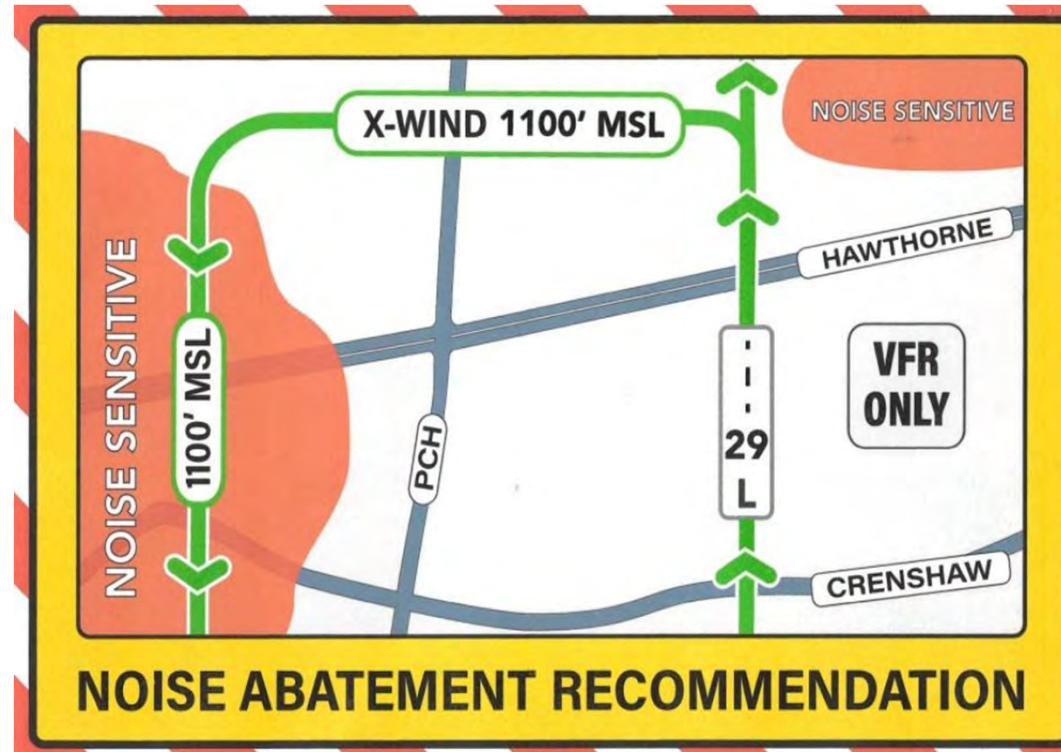 X-WIND 1100' MSL
NOISE SENSITIVE
HAWTHORNE
NOISE SENSITIVE
1100' MSL
VFR
ONLY
29
L
PCH
CRENSHAW
NOISE ABATEMENT RECOMMENDATION